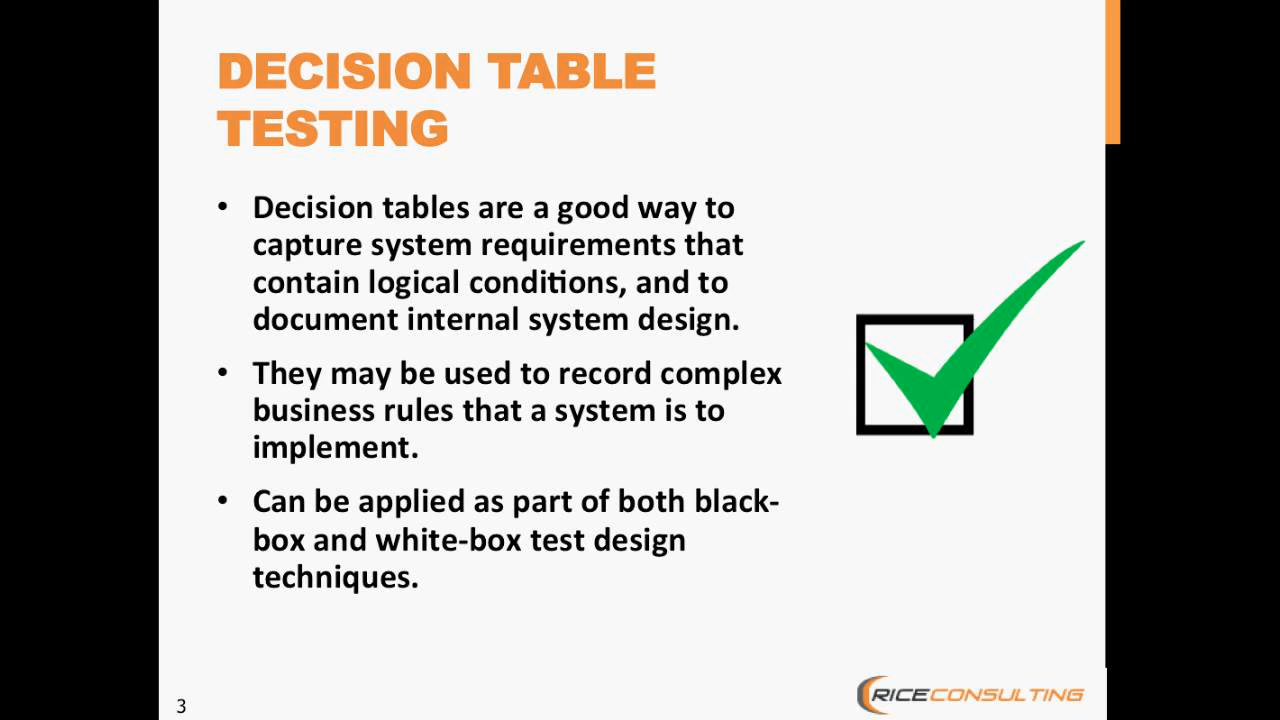 DECISION TABLE
TESTING
• Decision tables are a good way to
capture system requirements that
contain logical conditions, and to
document internal system design.
• They may be used to record complex
business rules that a system is to
implement.
• Can be applied as part of both black-
box and white-box test design
techniques.
3
RICECONSULTING